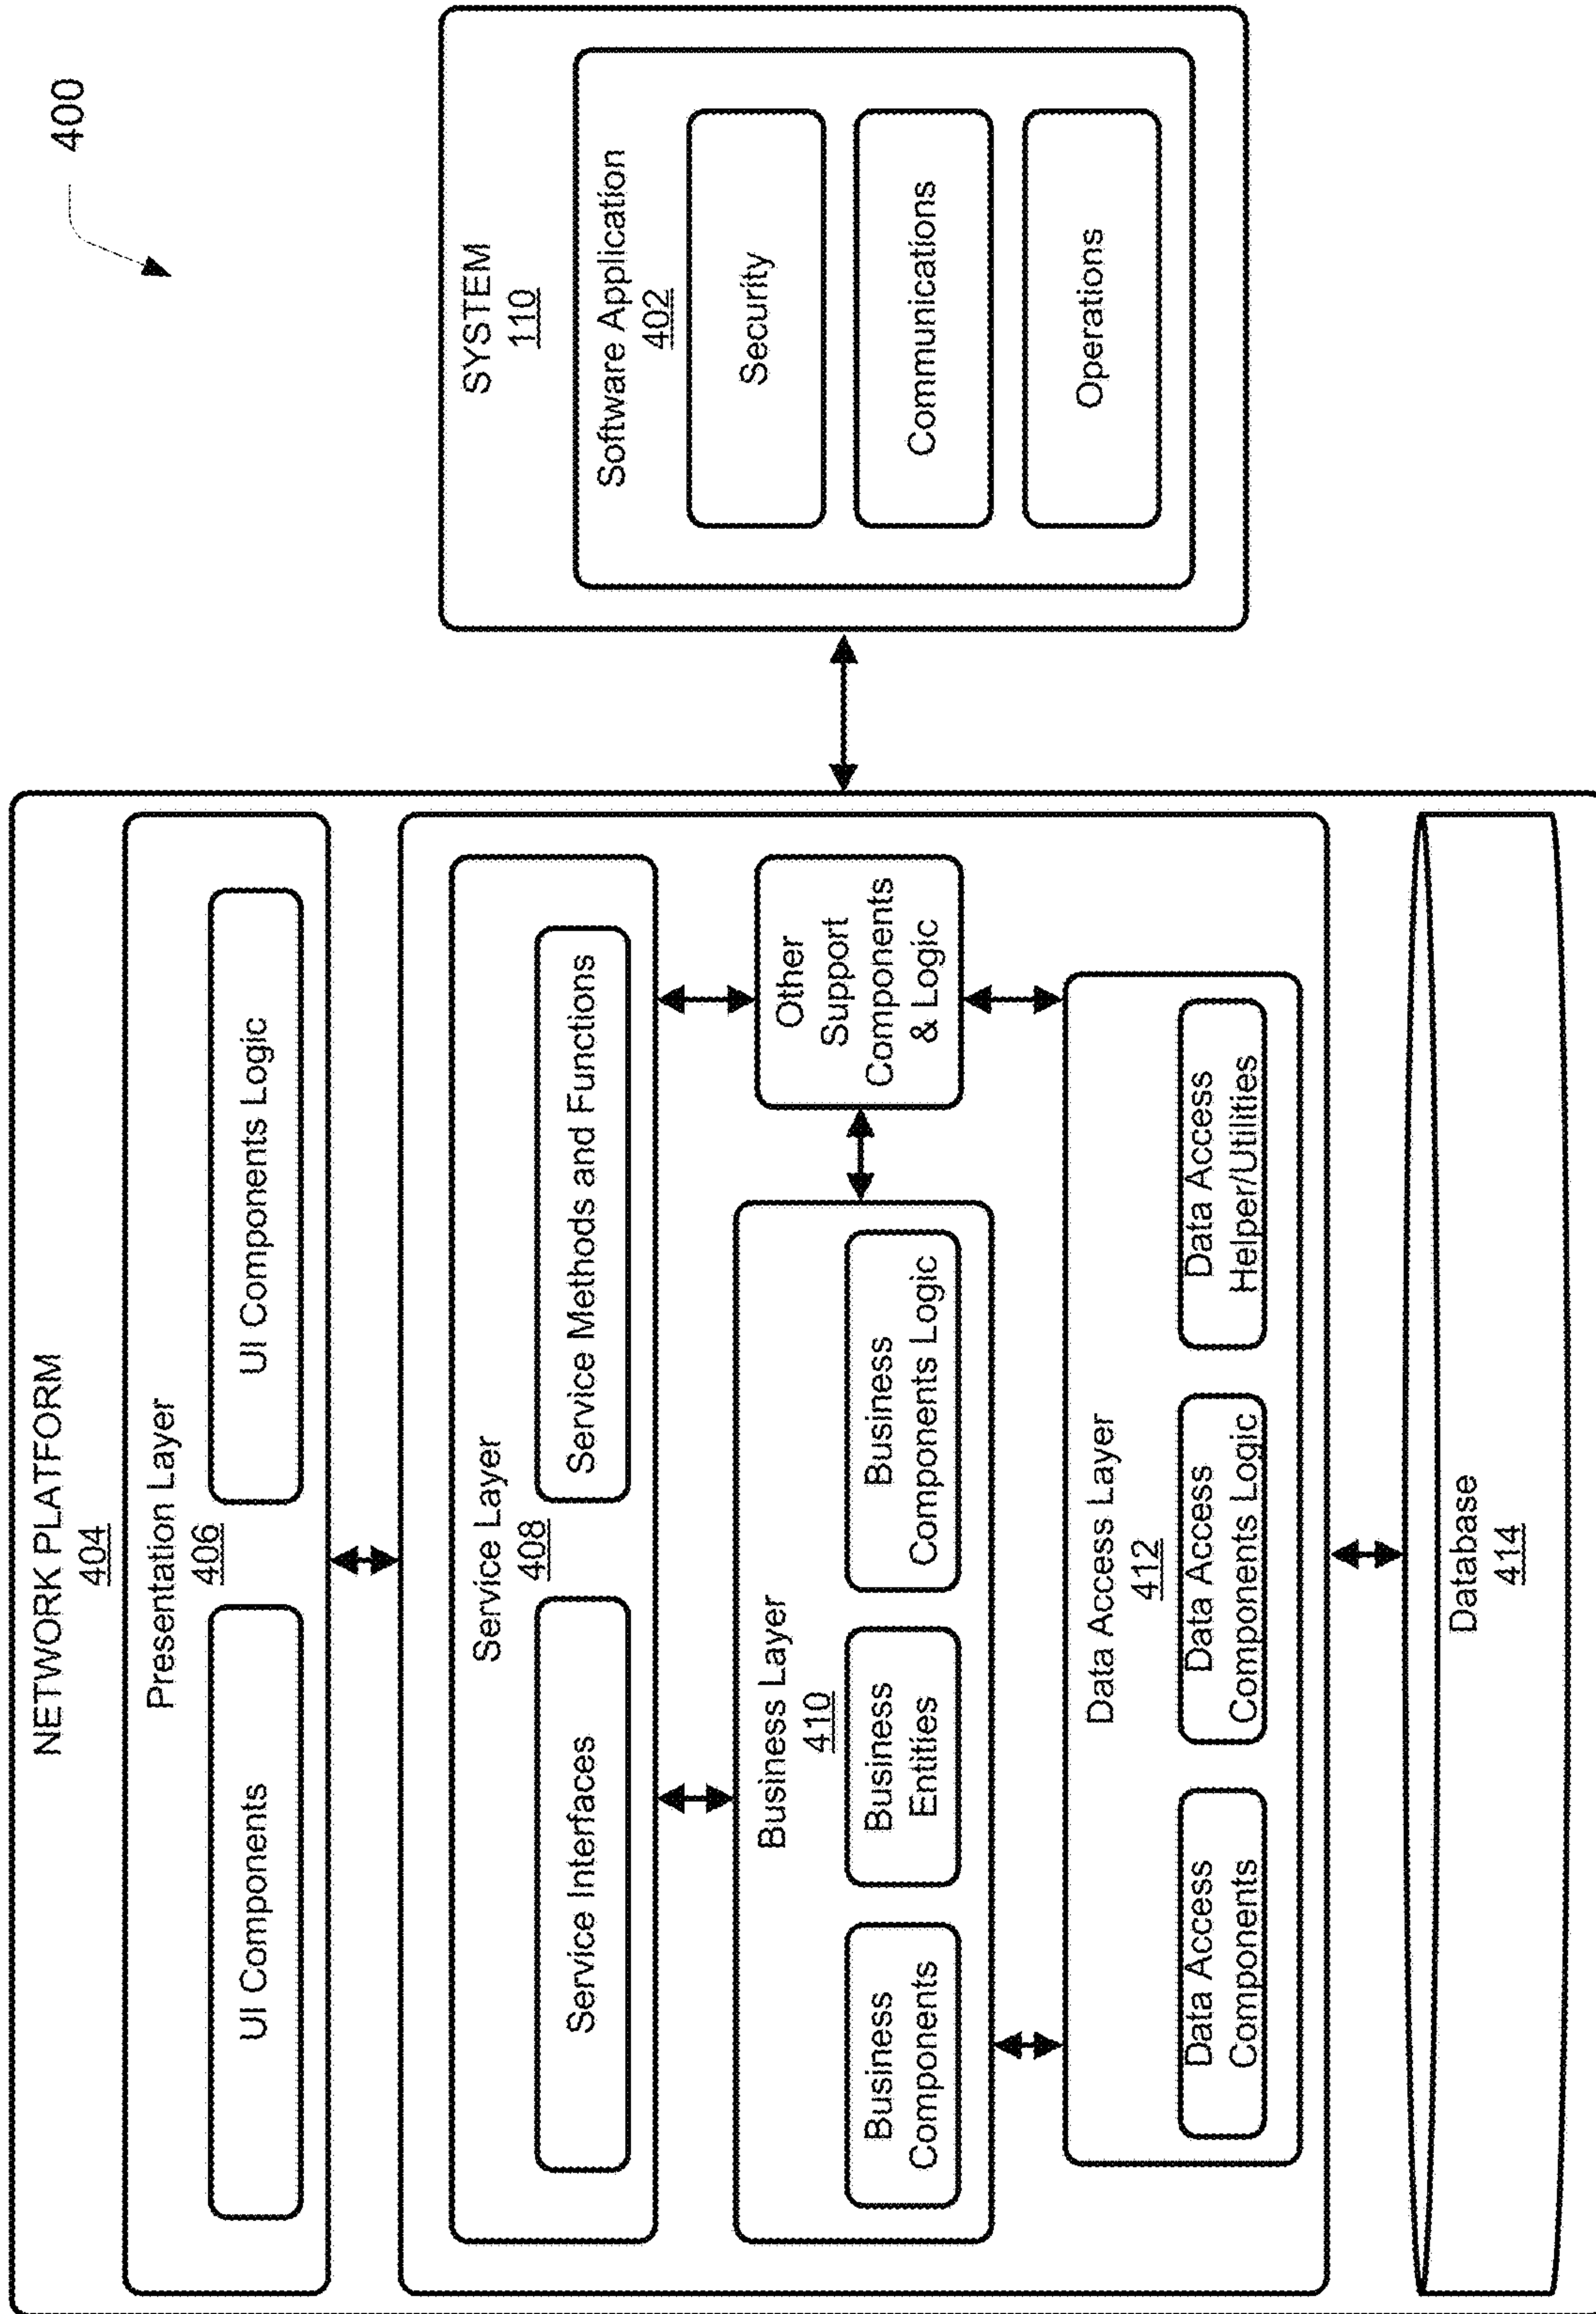 400
NETWORK PLATFORM
404
Presentation Layer
406
UI Components
UI Components Logic
Service Layer
408
Service Interfaces
Service Methods and Functions
Business Layer
410
Business
Components
Business
Entities
Business
Components Logic
Other
Support
Components
& Logic
Data Access Layer
412
Data Access
Components
Data Access
Components Logic
Data Access
Helper/Utilities
Database
414
SYSTEM
110
Software Application
402
Security
Communications
Operations